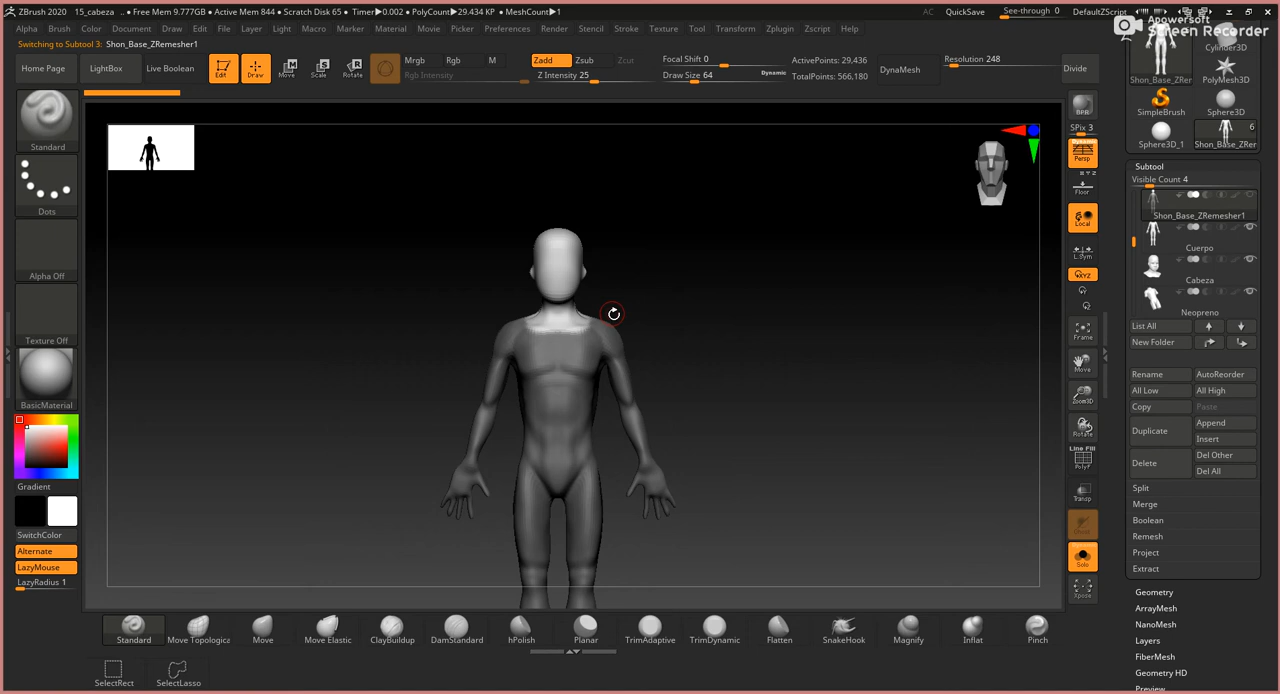 ZBrush 2020 15_cabeza .. • Free Mem 9.777GB • Active Mem 844 • Scratch Disk 65 • Timer▶0.002 • PolyCount▶29.434 KP • MeshCount▶1 AC QuickSave See-through 0 DefaultZScript
Alpha Brush Color Document Draw Edit File Layer Light Macro Marker Material Movie Picker Preferences Render Stencil Stroke Texture Tool Transform Zplugin Zscript Help
Apowersoft
Screen Recorder
Switching to Subtool 3: Shon_Base_ZRemesher1
Home Page LightBox Live Boolean Edit Draw Move Scale Rotate
Mrgb Rgb M
Rgb Intensity
Zadd Zsub Zcut
Z Intensity 25
Focal Shift 0
Draw Size 64 Dynamic
ActivePoints: 29,436
TotalPoints: 566,180
DynaMesh
Resolution 248
Divide
Standard
Dots
Alpha Off
Texture Off
BasicMaterial
Gradient
SwitchColor
Alternate
LazyMouse
LazyRadius 1
BPR
SPix 3
Dynamic
Persp
Floor
Local
L.Sym
XYZ
Frame
Move
Zoom3D
Rotate
Line Fill
PolyF
Transp
Dynamic
Solo
Xpose
Cylinder3D
Shon_Base_ZRer PolyMesh3D
SimpleBrush Sphere3D
6
Sphere3D_1 Shon_Base_ZRer
Subtool
Visible Count 4
Shon_Base_ZRemesher1
Cuerpo
Cabeza
Neopreno
List All
New Folder
Rename AutoReorder
All Low All High
Copy Paste
Duplicate Append
Insert
Delete Del Other
Del All
Split
Merge
Boolean
Remesh
Project
Extract
Geometry
ArrayMesh
NanoMesh
Layers
FiberMesh
Geometry HD
Preview
Standard Move Topologica Move Move Elastic ClayBuildup DamStandard hPolish Planar TrimAdaptive TrimDynamic Flatten SnakeHook Magnify Inflat Pinch
SelectRect SelectLasso